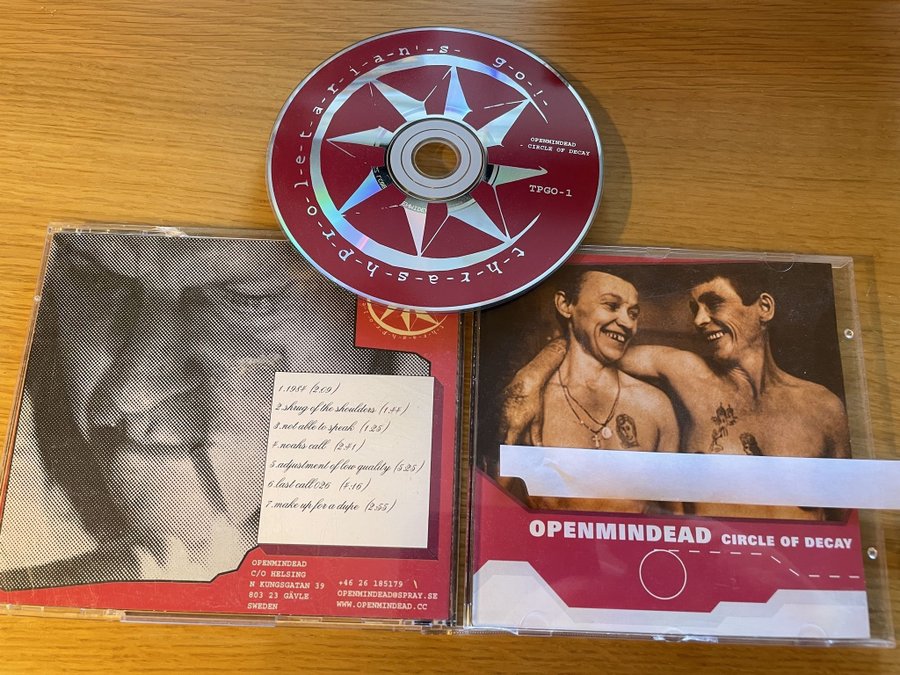 t-h-r-a-s-h-p-r-o-l-e-t-a-r-i-a-n-'-s- g-o-!-
OPENMINDEAD
- CIRCLE OF DECAY
TPGO-1
1.1984 (2:09)
2.shrug of the shoulders (1:44)
3.not able to speak (1:25)
4.noahs call (2:41)
5.adjustment of low quality (5:25)
6.last call 026 (4:16)
7.make up for a dupe (2:55)
OPENMINDEAD
C/O HELSING
N KUNGSGATAN 39
803 23 GÄVLE
SWEDEN
+46 26 185179
OPENMINDEAD@SPRAY.SE
WWW.OPENMINDEAD.CC
OPENMINDEAD CIRCLE OF DECAY